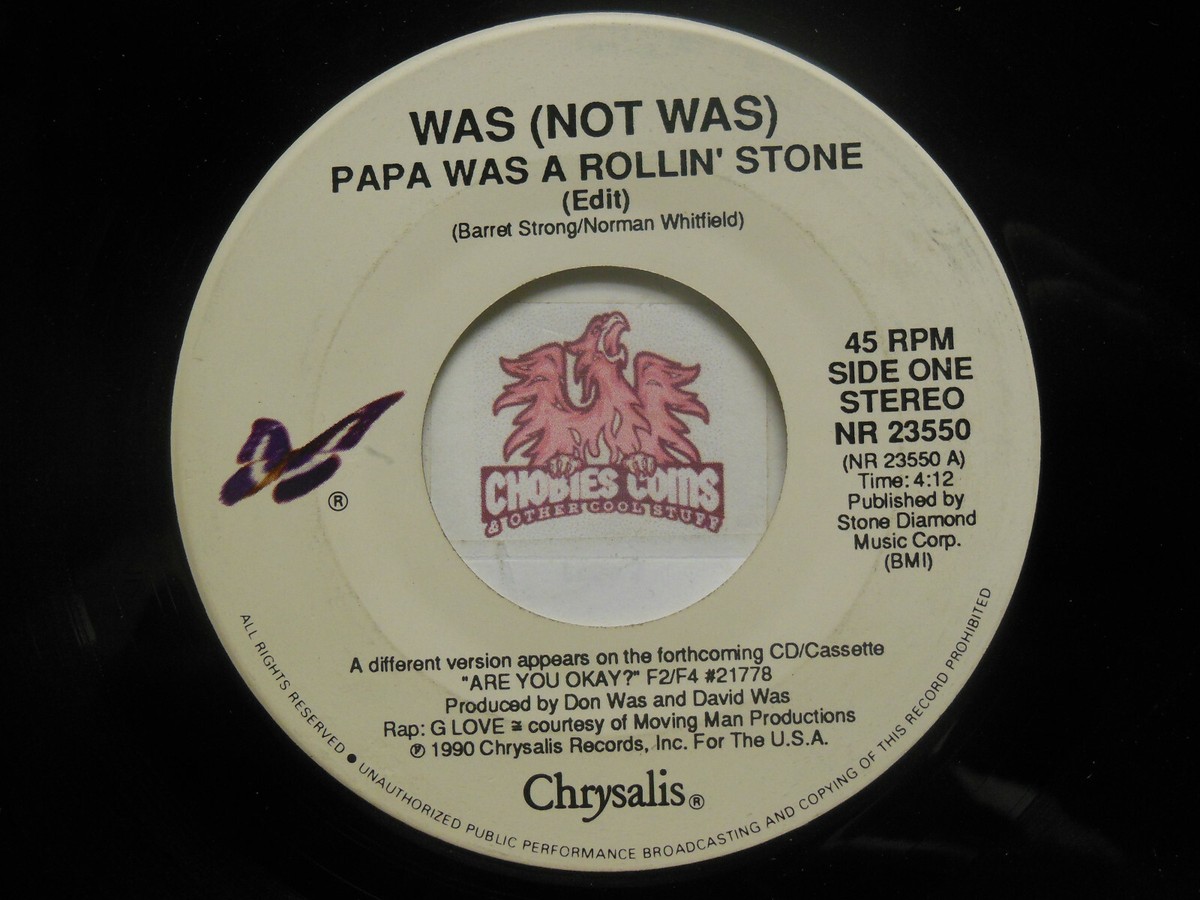 WAS (NOT WAS)
PAPA WAS A ROLLIN' STONE
(Edit)
(Barret Strong/Norman Whitfield)
45 RPM
SIDE ONE
STEREO
NR 23550
(NR 23550 A)
Time: 4:12
Published by
Stone Diamond
Music Corp.
(BMI)
®
CHOBIES COINS
& OTHER COOL STUFF
A different version appears on the forthcoming CD/Cassette
"ARE YOU OKAY?" F2/F4 #21778
Produced by Don Was and David Was
Rap: G LOVE ≅ courtesy of Moving Man Productions
℗ 1990 Chrysalis Records, Inc. For The U.S.A.
Chrysalis®
ALL RIGHTS RESERVED ● UNAUTHORIZED PUBLIC PERFORMANCE BROADCASTING AND COPYING OF THIS RECORD PROHIBITED